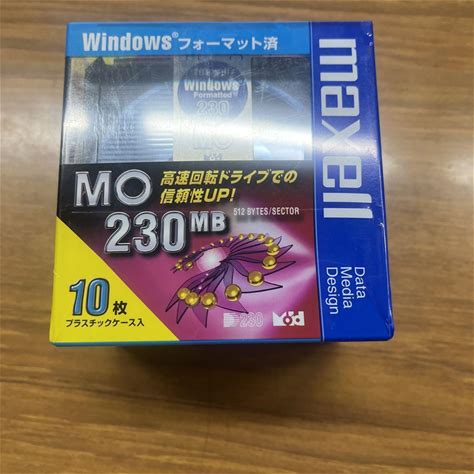 Windows®フォーマット済
Windows
Formatted
230
MO
maxell
Data
Media
Design
高速回転ドライブでの
信頼性UP!
MO
230MB
512 BYTES/SECTOR
10枚
プラスチックケース入
230